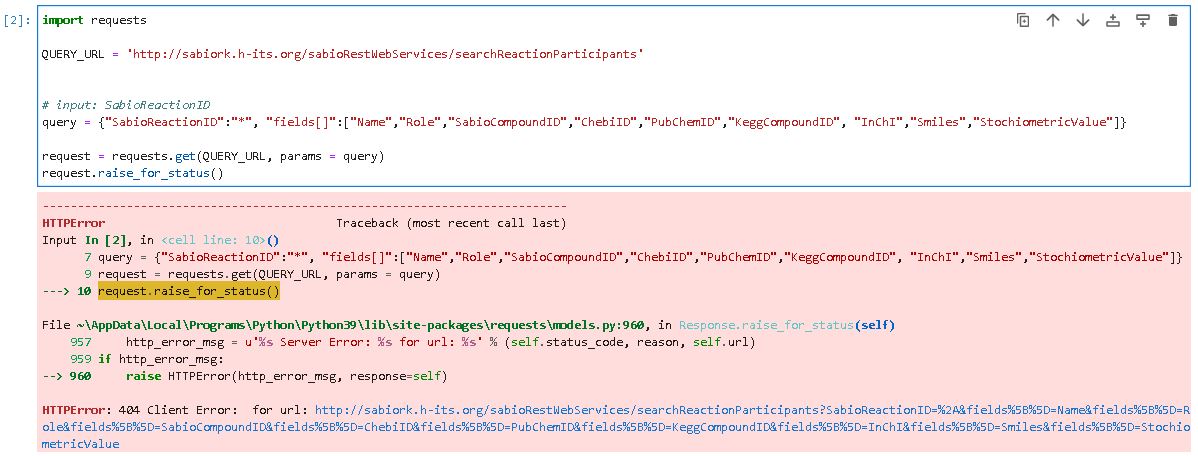 [2]: import requests
QUERY_URL = 'http://sabiork.h-its.org/sabioRestWebServices/searchReactionParticipants'
# input: SabioReactionID
query = {"SabioReactionID":"*", "fields[]":["Name","Role","SabioCompoundID","ChebiID","PubChemID","KeggCompoundID", "InChI","Smiles","StochiometricValue"]}
request = requests.get(QUERY_URL, params = query)
request.raise_for_status()
---------------------------------------------------------------------------
HTTPError                                 Traceback (most recent call last)
Input In [2], in <cell line: 10>()
      7 query = {"SabioReactionID":"*", "fields[]":["Name","Role","SabioCompoundID","ChebiID","PubChemID","KeggCompoundID", "InChI","Smiles","StochiometricValue"]}
      9 request = requests.get(QUERY_URL, params = query)
---> 10 request.raise_for_status()
File ~\AppData\Local\Programs\Python\Python39\lib\site-packages\requests\models.py:960, in Response.raise_for_status(self)
    957     http_error_msg = u'%s Server Error: %s for url: %s' % (self.status_code, reason, self.url)
    959 if http_error_msg:
--> 960     raise HTTPError(http_error_msg, response=self)
HTTPError: 404 Client Error:  for url: http://sabiork.h-its.org/sabioRestWebServices/searchReactionParticipants?SabioReactionID=%2A&fields%5B%5D=Name&fields%5B%5D=R
ole&fields%5B%5D=SabioCompoundID&fields%5B%5D=ChebiID&fields%5B%5D=PubChemID&fields%5B%5D=KeggCompoundID&fields%5B%5D=InChI&fields%5B%5D=Smiles&fields%5B%5D=Stochio
metricValue